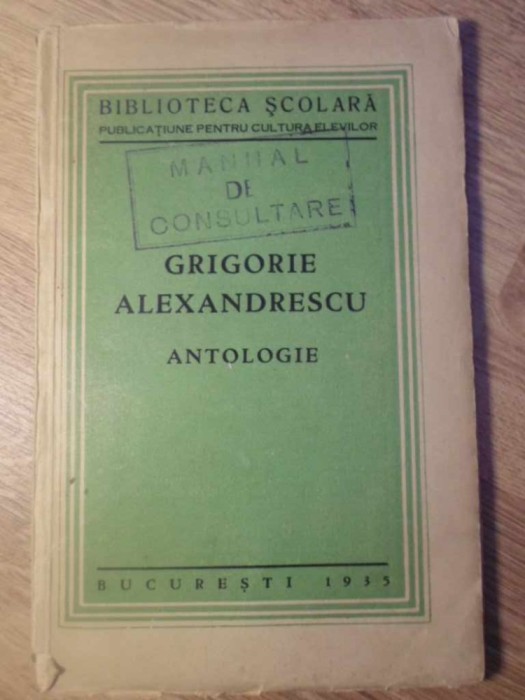 BIBLIOTECA ŞCOLARĂ
PUBLICAŢIUNE PENTRU CULTURA ELEVILOR
MANUAL
DE
CONSULTARE
GRIGORIE
ALEXANDRESCU
ANTOLOGIE
BUCUREŞTI 1935